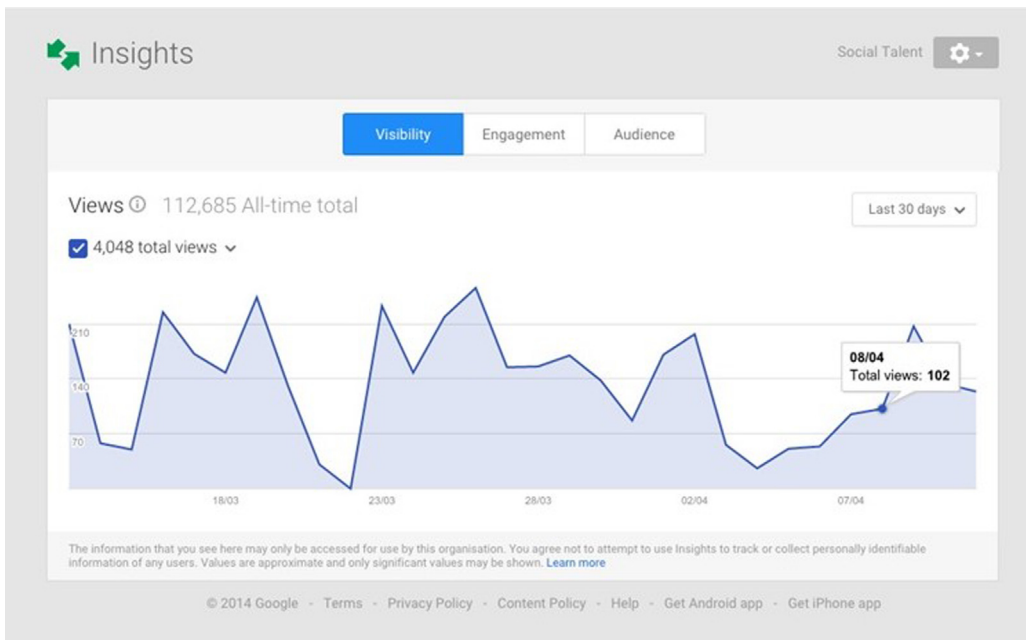 Insights
Social Talent
Visibility Engagement Audience
Views 112,685 All-time total
Last 30 days
4,048 total views
210
08/04
Total views: 102
140
70
18/03 23/03 28/03 02/04 07/04
The information that you see here may only be accessed for use by this organisation. You agree not to attempt to use Insights to track or collect personally identifiable
information of any users. Values are approximate and only significant values may be shown. Learn more
© 2014 Google - Terms - Privacy Policy - Content Policy - Help - Get Android app - Get iPhone app